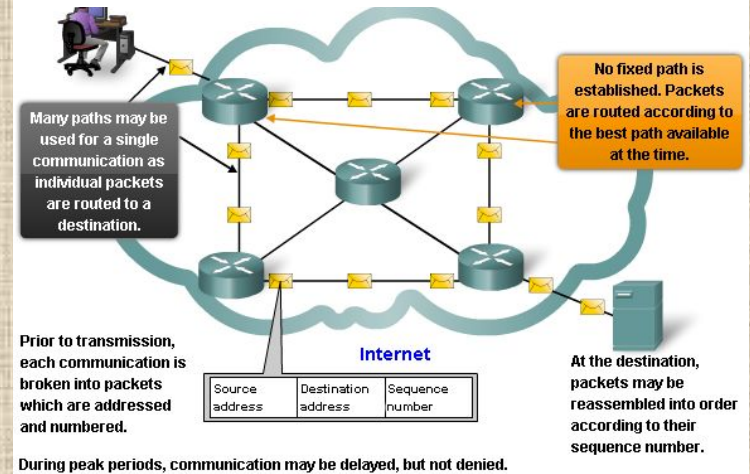 No fixed path is
established. Packets
are routed according to
the best path available
at the time.
Many paths may be
used for a single
communication as
individual packets
are routed to a
destination.
Prior to transmission,
each communication is
broken into packets
which are addressed
and numbered.
Internet
Source address
Destination address
Sequence number
At the destination,
packets may be
reassembled into order
according to their
sequence number.
During peak periods, communication may be delayed, but not denied.